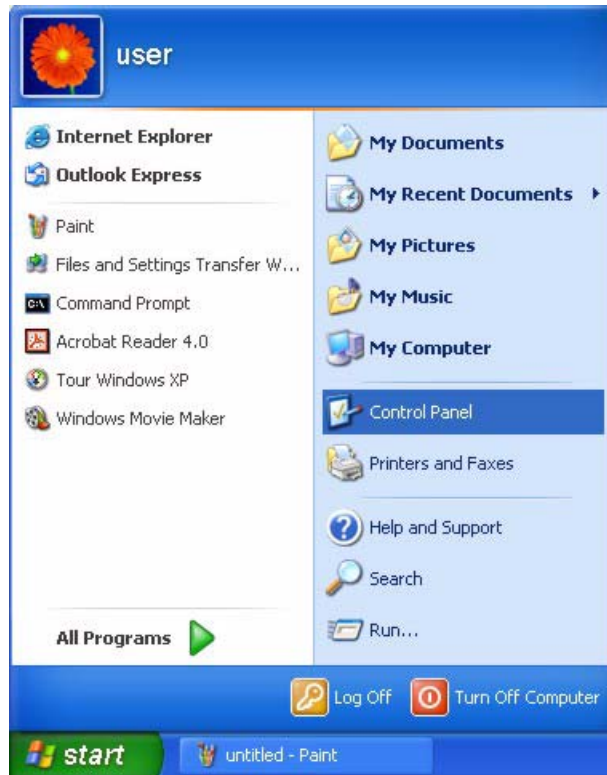 user
Internet Explorer
Outlook Express
Paint
Files and Settings Transfer W...
Command Prompt
Acrobat Reader 4.0
Tour Windows XP
Windows Movie Maker
All Programs
My Documents
My Recent Documents
My Pictures
My Music
My Computer
Control Panel
Printers and Faxes
Help and Support
Search
Run...
Log Off
Turn Off Computer
start
untitled - Paint